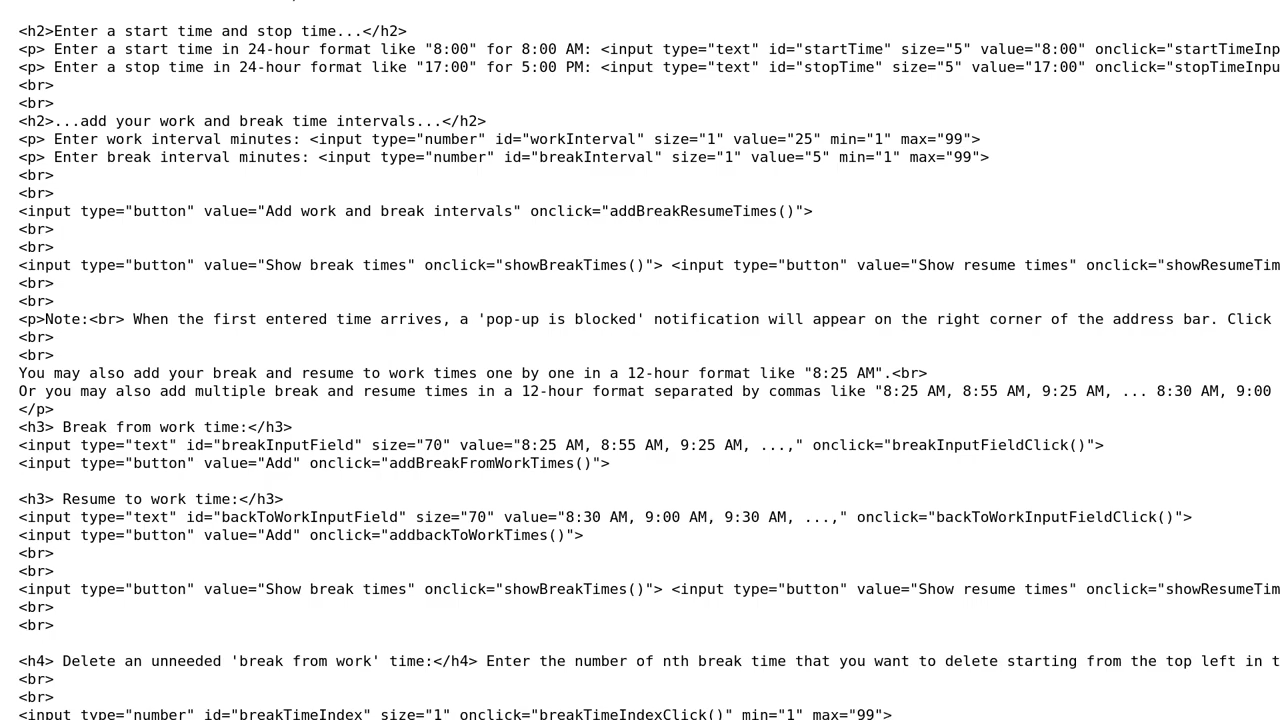 <h2>Enter a start time and stop time...</h2>
<p> Enter a start time in 24-hour format like "8:00" for 8:00 AM: <input type="text" id="startTime" size="5" value="8:00" onclick="startTimeInp
<p> Enter a stop time in 24-hour format like "17:00" for 5:00 PM: <input type="text" id="stopTime" size="5" value="17:00" onclick="stopTimeInpu
<br>
<br>
<h2>...add your work and break time intervals...</h2>
<p> Enter work interval minutes: <input type="number" id="workInterval" size="1" value="25" min="1" max="99">
<p> Enter break interval minutes: <input type="number" id="breakInterval" size="1" value="5" min="1" max="99">
<br>
<br>
<input type="button" value="Add work and break intervals" onclick="addBreakResumeTimes()">
<br>
<br>
<input type="button" value="Show break times" onclick="showBreakTimes()"> <input type="button" value="Show resume times" onclick="showResumeTim
<br>
<br>
<p>Note:<br> When the first entered time arrives, a 'pop-up is blocked' notification will appear on the right corner of the address bar. Click
<br>
<br>
You may also add your break and resume to work times one by one in a 12-hour format like "8:25 AM".<br>
Or you may also add multiple break and resume times in a 12-hour format separated by commas like "8:25 AM, 8:55 AM, 9:25 AM, ... 8:30 AM, 9:00
</p>
<h3> Break from work time:</h3>
<input type="text" id="breakInputField" size="70" value="8:25 AM, 8:55 AM, 9:25 AM, ...," onclick="breakInputFieldClick()">
<input type="button" value="Add" onclick="addBreakFromWorkTimes()">
<h3> Resume to work time:</h3>
<input type="text" id="backToWorkInputField" size="70" value="8:30 AM, 9:00 AM, 9:30 AM, ...," onclick="backToWorkInputFieldClick()">
<input type="button" value="Add" onclick="addbackToWorkTimes()">
<br>
<br>
<input type="button" value="Show break times" onclick="showBreakTimes()"> <input type="button" value="Show resume times" onclick="showResumeTim
<br>
<br>
<h4> Delete an unneeded 'break from work' time:</h4> Enter the number of nth break time that you want to delete starting from the top left in t
<br>
<br>
<input type="number" id="breakTimeIndex" size="1" onclick="breakTimeIndexClick()" min="1" max="99">